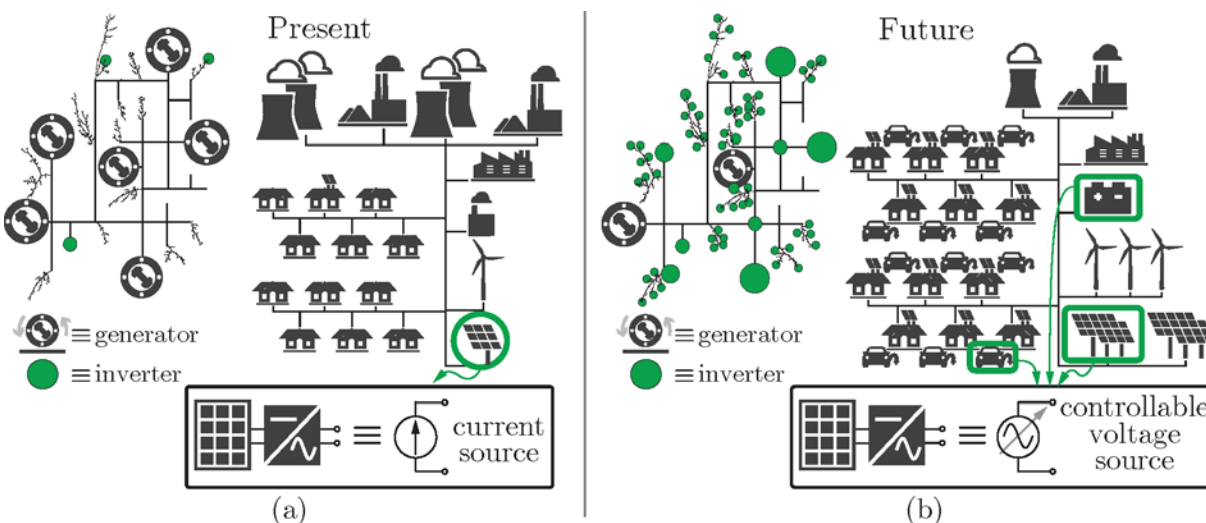 Present
≡ generator
≡ inverter
≡ current
source
(a)
Future
≡ generator
≡ inverter
≡ controllable
voltage
source
(b)